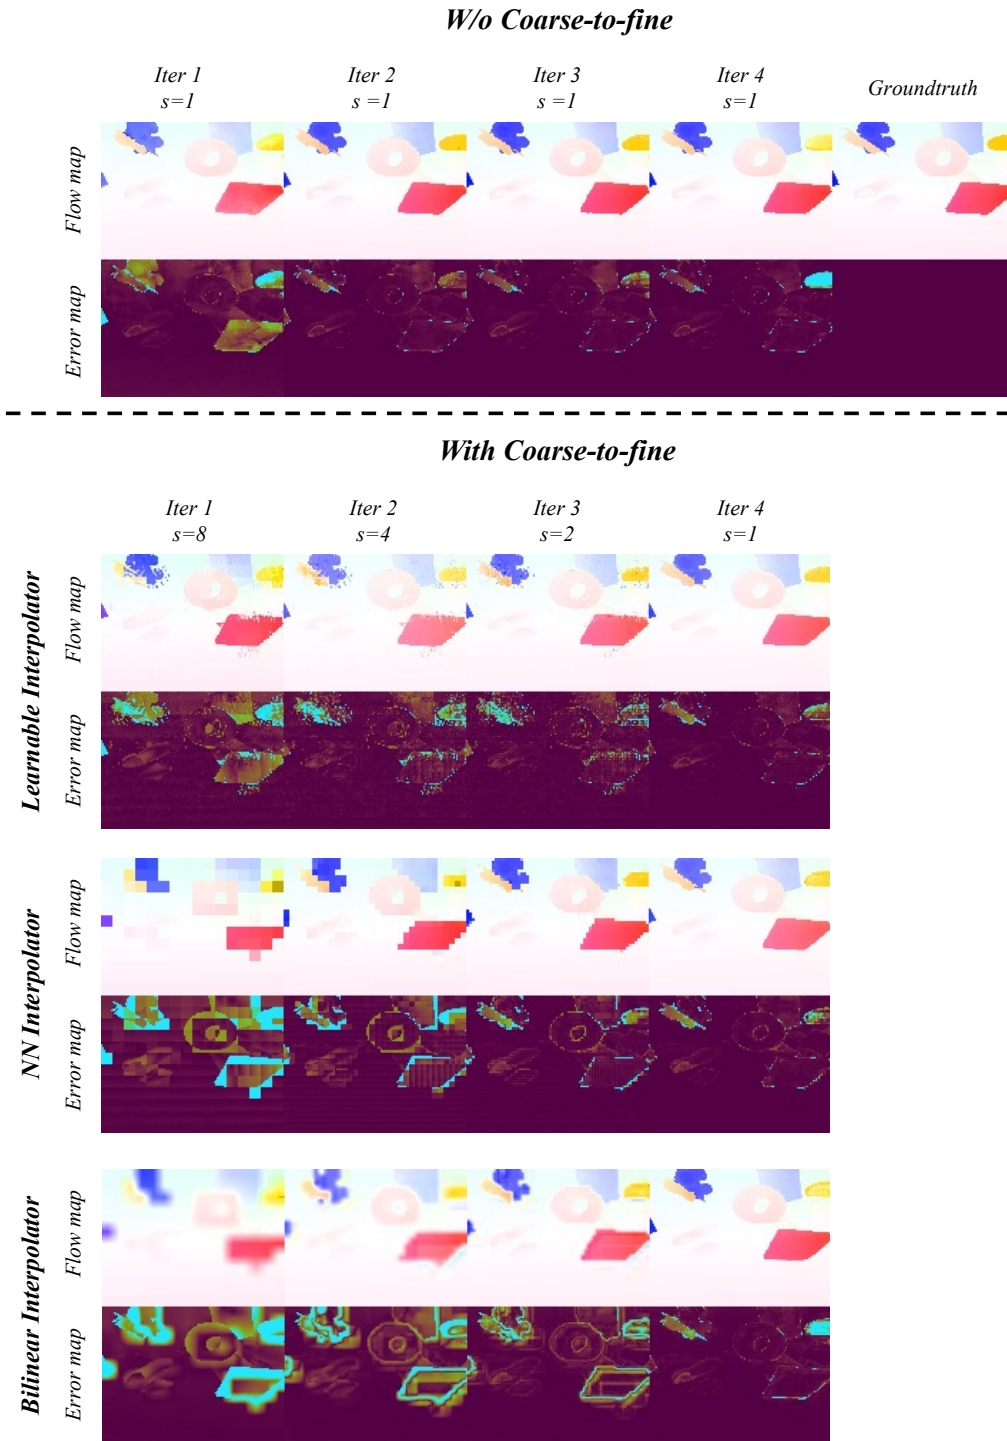 W/o Coarse-to-fine
Iter 1
s=1
Iter 2
s =1
Iter 3
s =1
Iter 4
s=1
Groundtruth
Flow map
Error map
With Coarse-to-fine
Iter 1
s=8
Iter 2
s=4
Iter 3
s=2
Iter 4
s=1
Learnable Interpolator
Flow map
Error map
NN Interpolator
Flow map
Error map
Bilinear Interpolator
Flow map
Error map